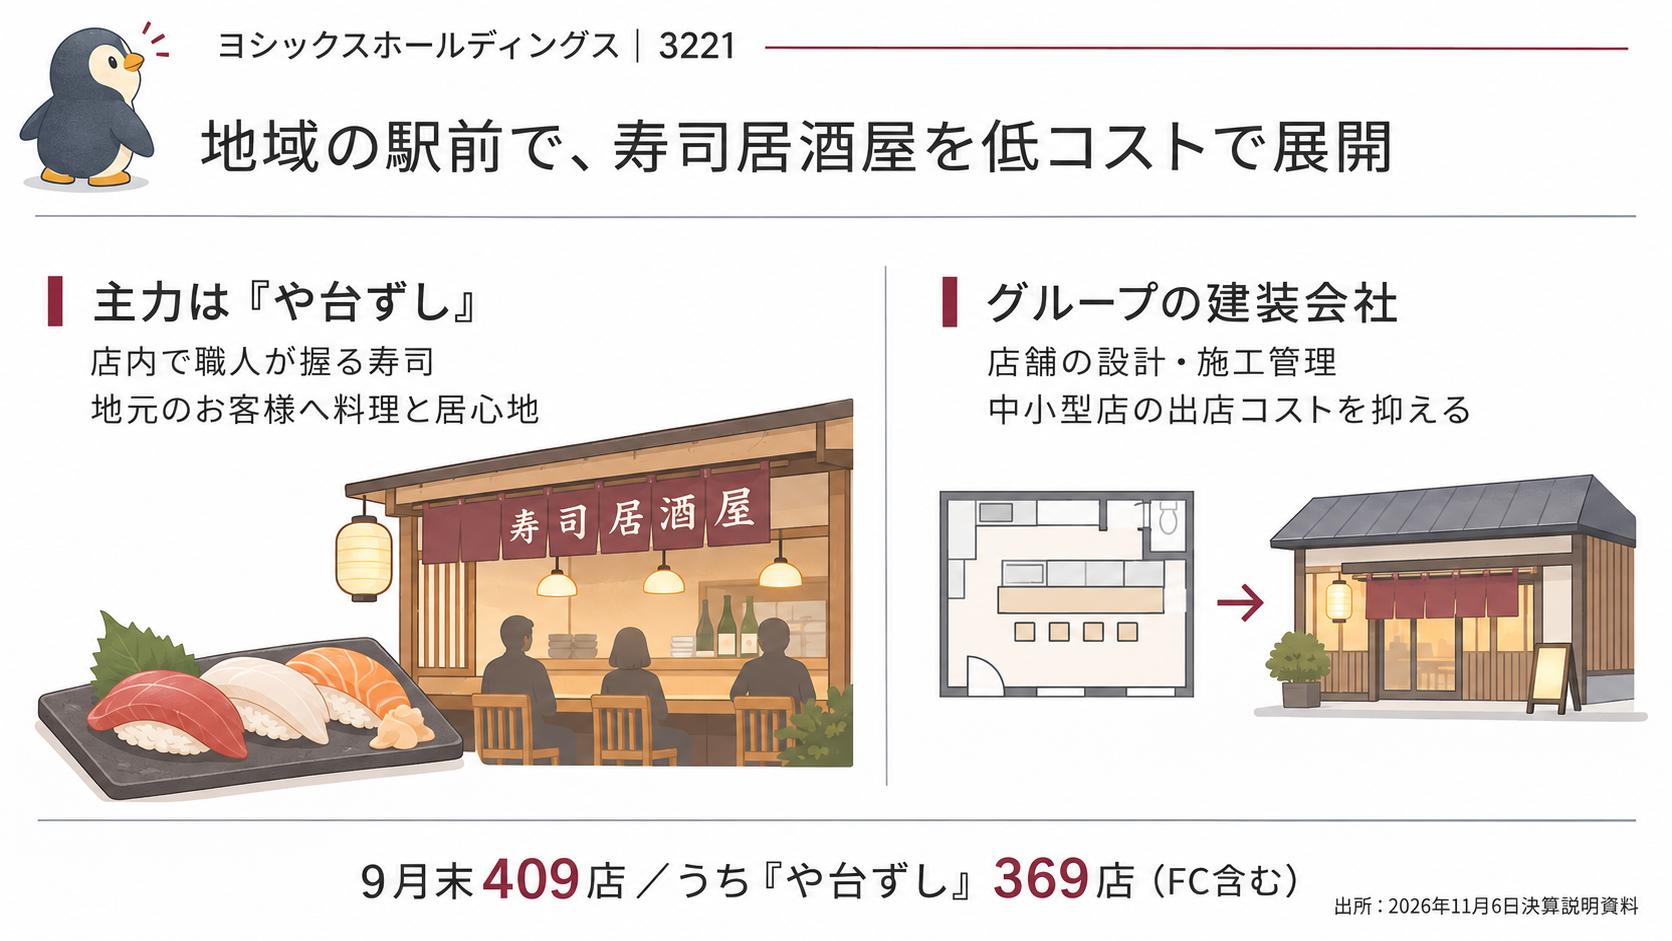 ヨシックスホールディングス｜3221
地域の駅前で、寿司居酒屋を低コストで展開
主力は『や台ずし』
店内で職人が握る寿司
地元のお客様へ料理と居心地
寿司居酒屋
グループの建装会社
店舗の設計・施工管理
中小型店の出店コストを抑える
9月末409店／うち『や台ずし』369店（FC含む）
出所：2026年11月6日決算説明資料